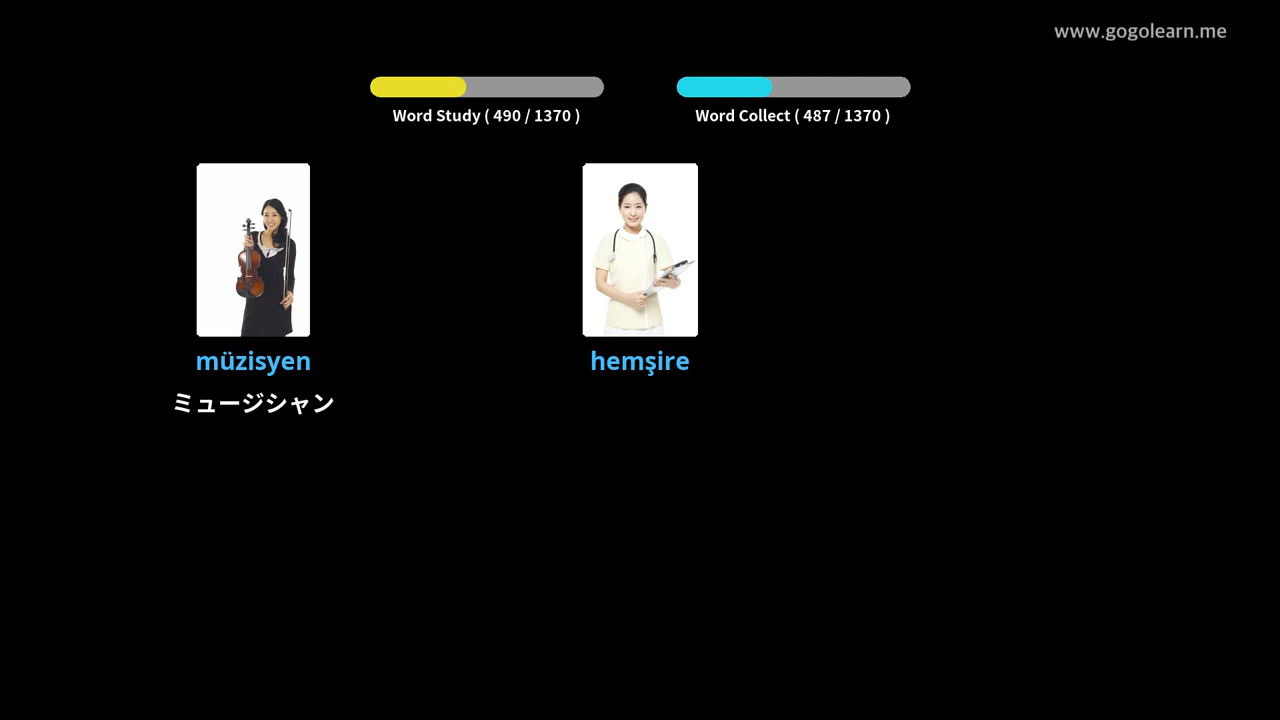 www.gogolearn.me
Word Study ( 490 / 1370 )
Word Collect ( 487 / 1370 )
müzisyen
hemşire
ミュージシャン